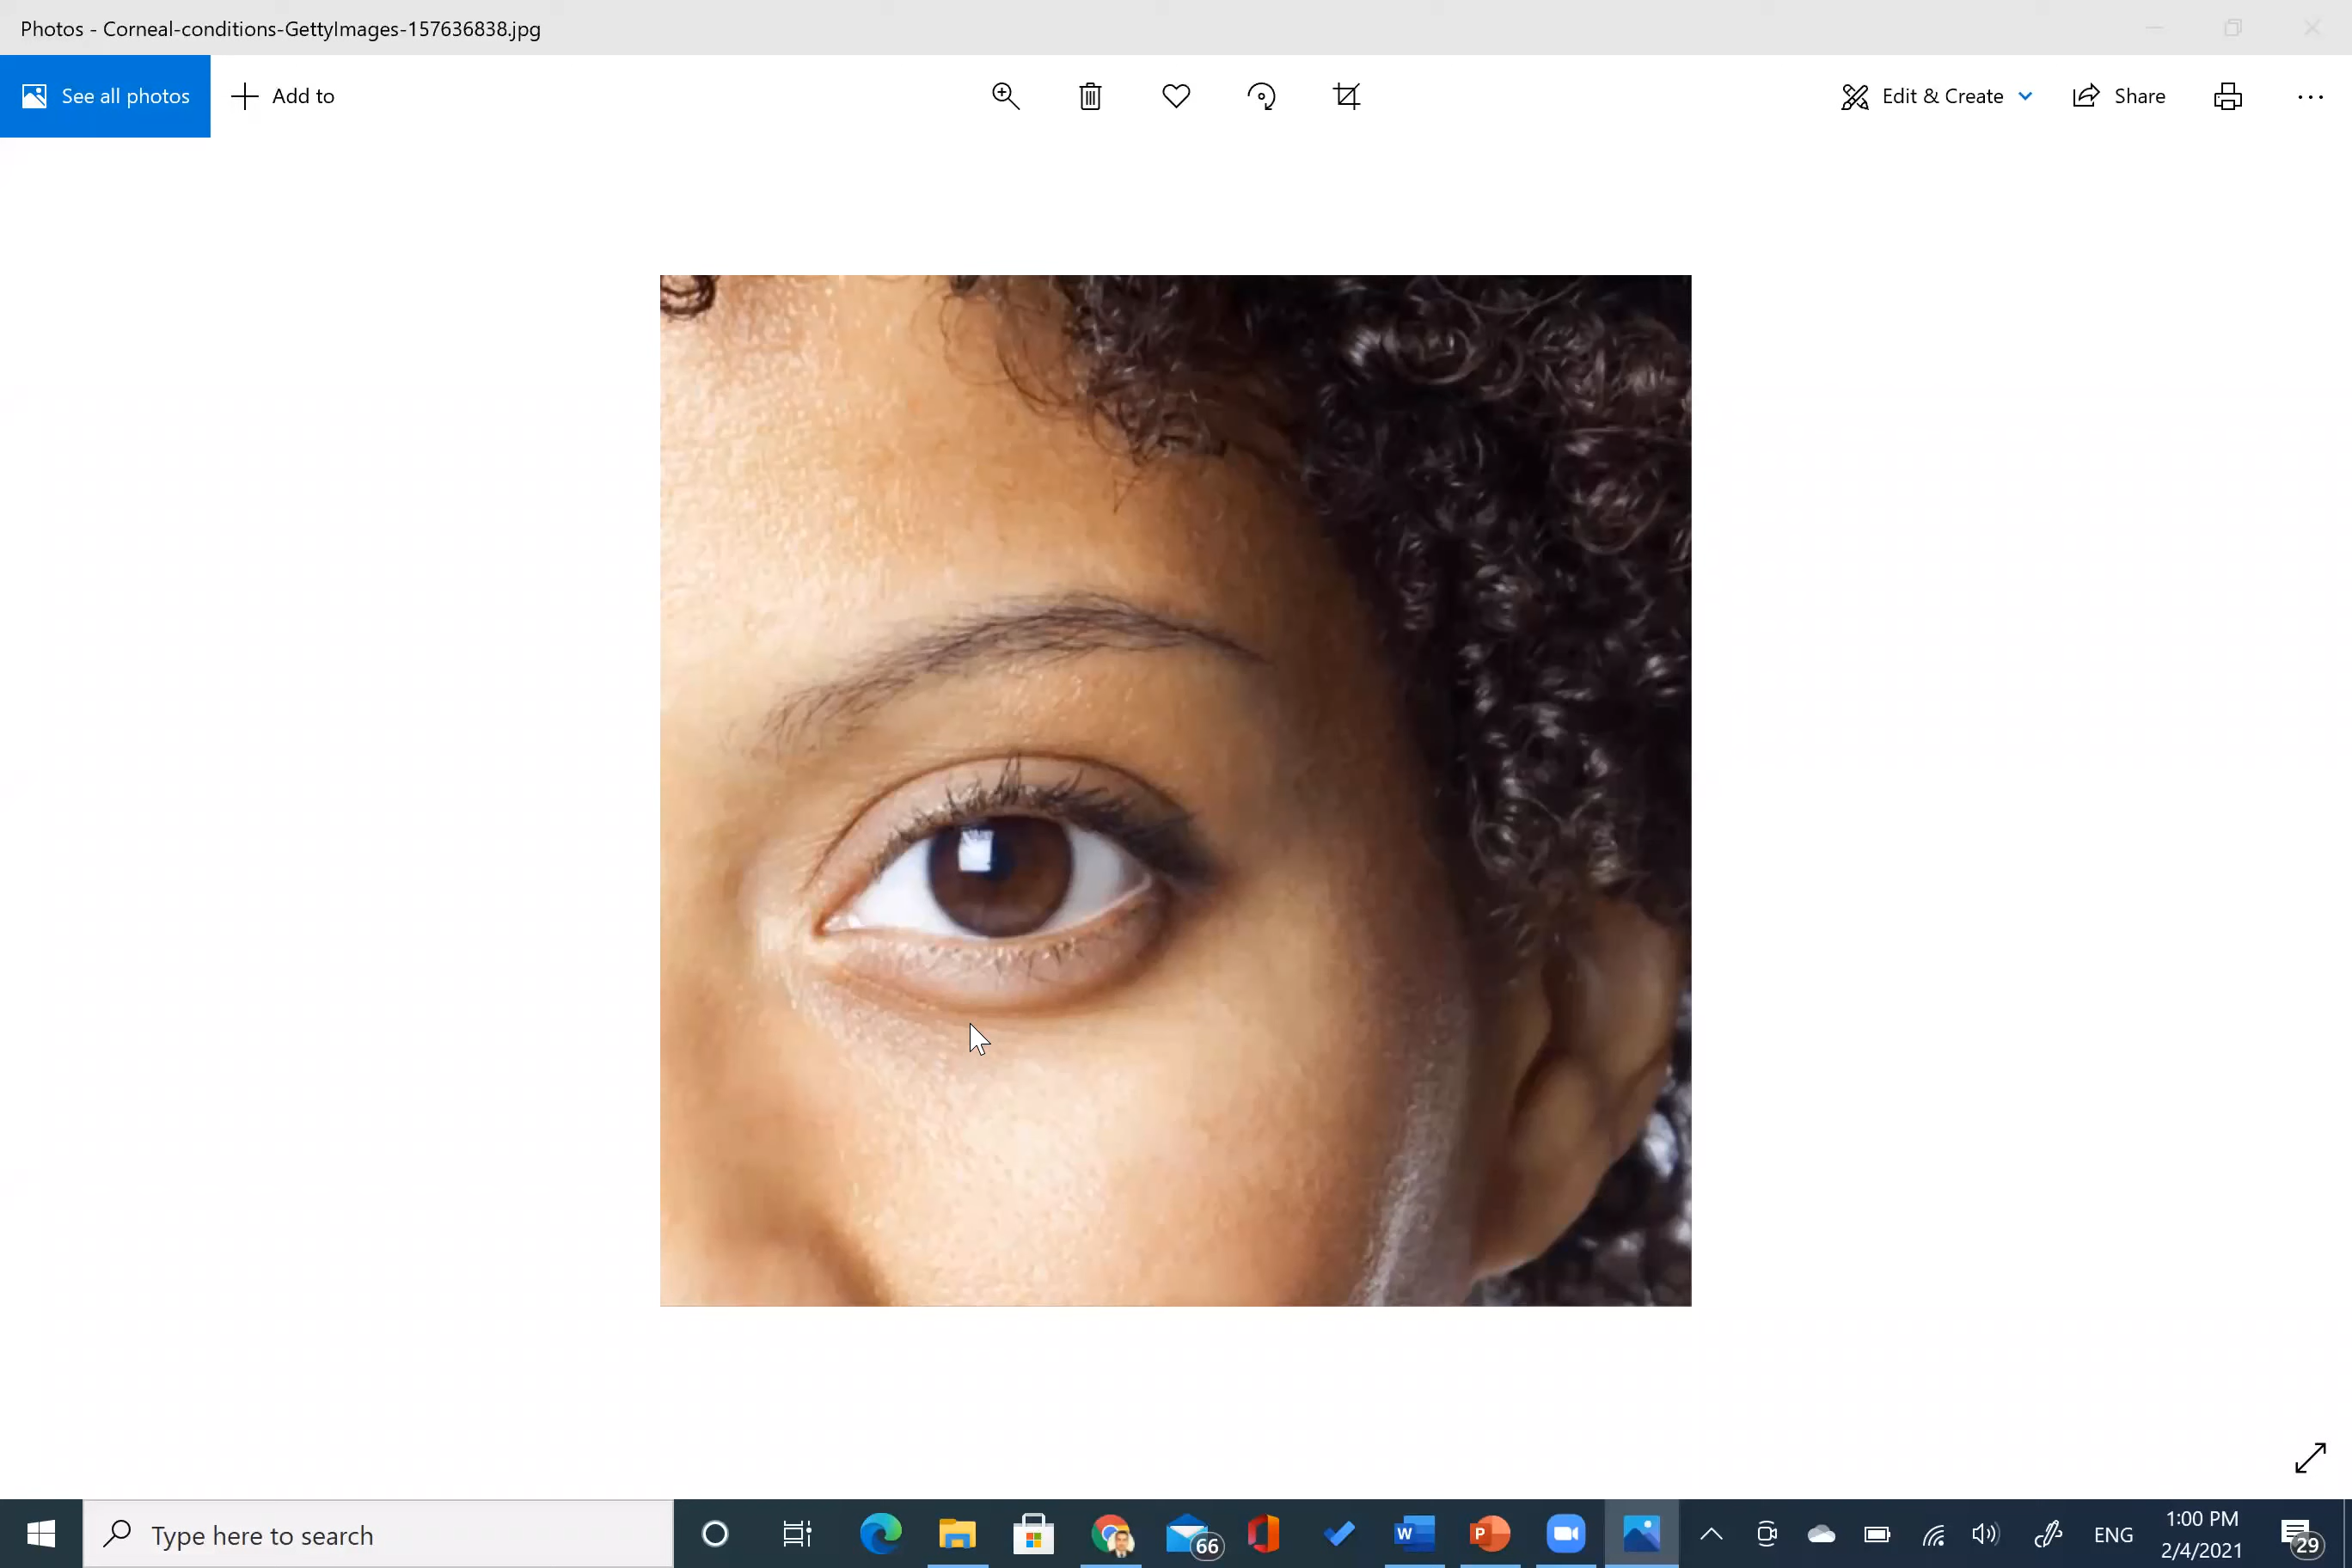 Photos - Corneal-conditions-GettyImages-157636838.jpg
See all photos
Add to
Edit & Create
Share
Type here to search
W
P
66
ENG
1:00 PM
2/4/2021
29